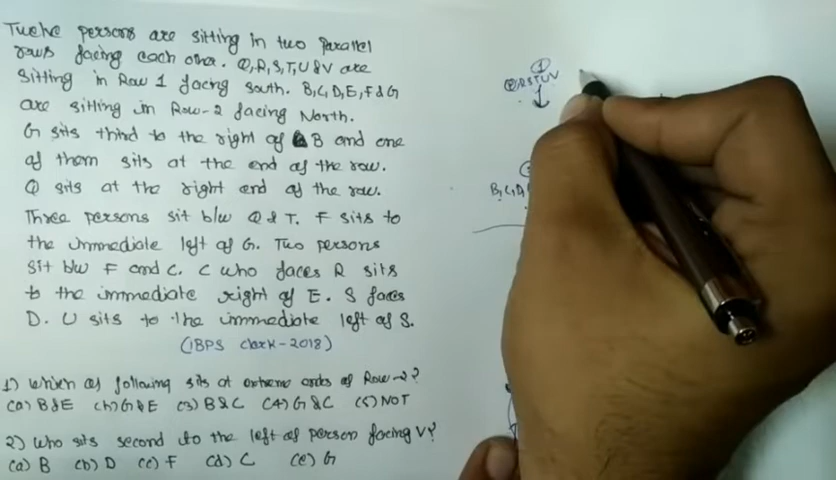 Twelve persons are sitting in two parallel
rows facing each other. Q,R,S,T,U & V are
sitting in Row 1 facing south. B,C,D,E,F & G
are sitting in Row-2 facing North.
G sits third to the right of B and one
of them sits at the end of the row.
Q sits at the right end of the row.
Three persons sit b/w Q & T. F sits to
the immediate left of G. Two persons
sit b/w F and C. C who faces R sits
to the immediate right of E. S faces
D. U sits to the immediate left of S.
(IBPS clerk-2018)
1) which of following sits at extreme ends of Row-2?
(a) B&E (b) G&E (3) B&C (4) G&C (5) NOT
2) Who sits second to the left of person facing V?
(a) B (b) D (c) F (d) C (e) G
1
QRSTUV
B,C,D